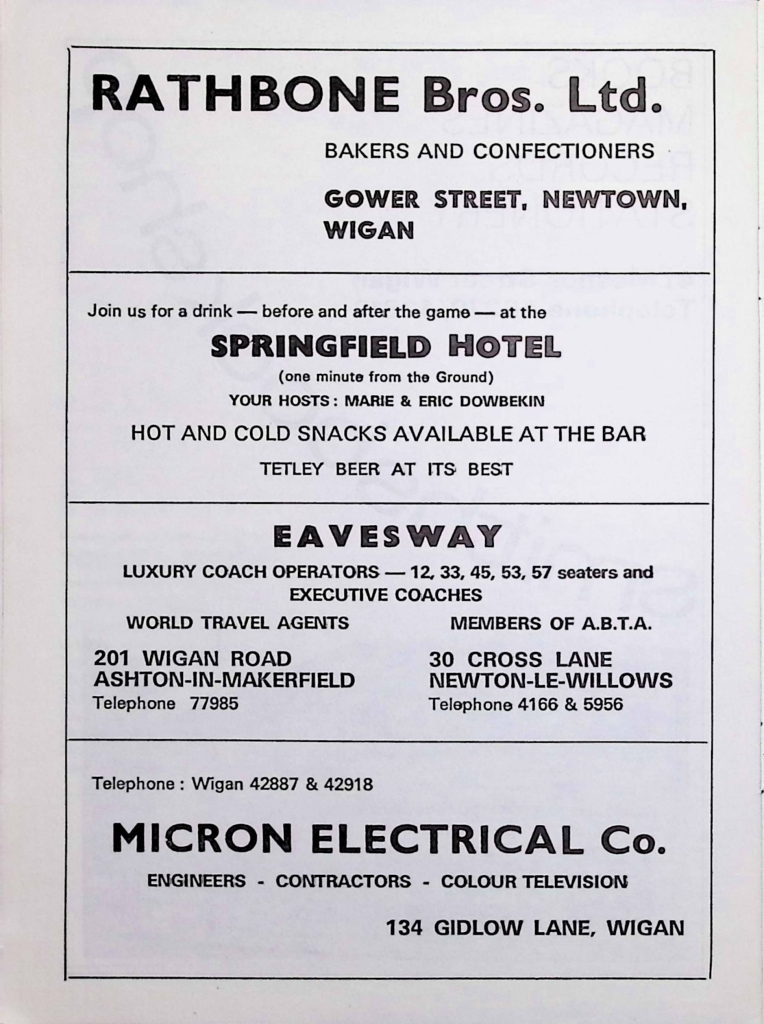 RATHBONE Bros. Ltd.
BAKERS AND CONFECTIONERS
GOWER STREET, NEWTOWN,
WIGAN
Join us for a drink — before and after the game — at the
SPRINGFIELD HOTEL
(one minute from the Ground)
YOUR HOSTS: MARIE & ERIC DOWBEKIN
HOT AND COLD SNACKS AVAILABLE AT THE BAR
TETLEY BEER AT ITS BEST
EAVESWAY
LUXURY COACH OPERATORS — 12, 33, 45, 53, 57 seaters and
EXECUTIVE COACHES
WORLD TRAVEL AGENTS MEMBERS OF A.B.T.A.
201 WIGAN ROAD
ASHTON-IN-MAKERFIELD
Telephone 77985
30 CROSS LANE
NEWTON-LE-WILLOWS
Telephone 4166 & 5956
Telephone: Wigan 42887 & 42918
MICRON ELECTRICAL Co.
ENGINEERS - CONTRACTORS - COLOUR TELEVISION
134 GIDLOW LANE, WIGAN